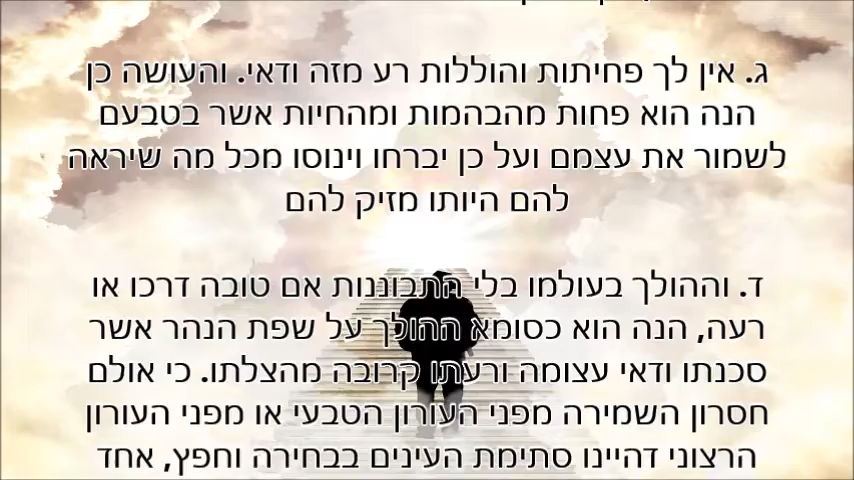 ג. אין לך פחיתות והוללות רע מזה ודאי. והעושה כן
הנה הוא פחות מהבהמות ומהחיות אשר בטבעם
לשמור את עצמם ועל כן יברחו וינוסו מכל מה שיראה
להם היותו מזיק להם
ד. וההולך בעולמו בלי התבוננות אם טובה דרכו או
רעה, הנה הוא כסומא ההולך על שפת הנהר אשר
סכנתו ודאי עצומה ורעתו קרובה מהצלתו. כי אולם
חסרון השמירה מפני העורון הטבעי או מפני העורון
הרצוני דהיינו סתימת העינים בבחירה וחפץ, אחד